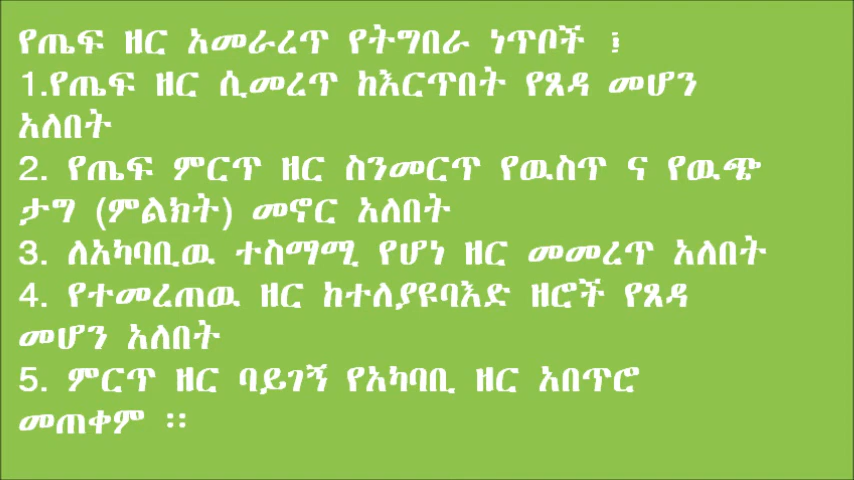 የጤፍ ዘር አመራረጥ የትግበራ ነጥቦች ፤
1.የጤፍ ዘር ሲመረጥ ከእርጥበት የጸዳ መሆን
አለበት
2. የጤፍ ምርጥ ዘር ስንመርጥ የዉስጥ ና የዉጭ
ታግ (ምልክት) መኖር አለበት
3. ለአካባቢዉ ተስማሚ የሆነ ዘር መመረጥ አለበት
4. የተመረጠዉ ዘር ከተለያዩባእድ ዘሮች የጸዳ
መሆን አለበት
5. ምርጥ ዘር ባይገኝ የአካባቢ ዘር አበጥሮ
መጠቀም ፡፡